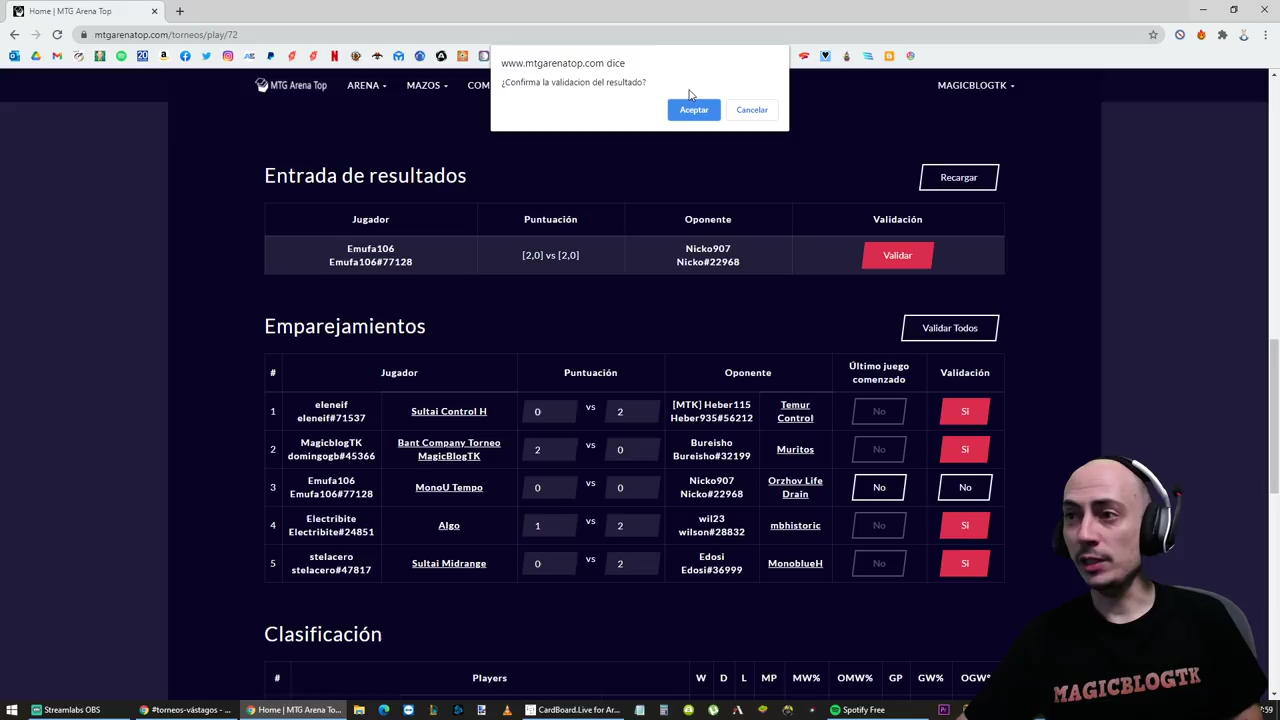 Home | MTG Arena Top
mtgarenatop.com/torneos/play/72
www.mtgarenatop.com dice
¿Confirma la validacion del resultado?
Aceptar
Cancelar
MTG Arena Top
ARENA
MAZOS
COM
MAGICBLOGTK
Entrada de resultados
Recargar
Jugador Puntuación Oponente Validación
Emufa106
Emufa106#77128
[2,0] vs [2,0]
Nicko907
Nicko#22968
Validar
Emparejamientos
Validar Todos
# Jugador Puntuación Oponente
Último juego
comenzado
Validación
1
eleneif
eleneif#71537
Sultai Control H
0 vs 2
[MTK] Heber115
Heber935#56212
Temur
Control
No
Si
2
MagicblogTK
domingogb#45366
Bant Company Torneo
MagicBlogTK
2 vs 0
Bureisho
Bureisho#32199
Muritos
No
Si
3
Emufa106
Emufa106#77128
MonoU Tempo
0 vs 0
Nicko907
Nicko#22968
Orzhov Life
Drain
No
No
4
Electribite
Electribite#24851
Algo
1 vs 2
wil23
wilson#28832
mbhistoric
No
Si
5
stelacero
stelacero#47817
Sultai Midrange
0 vs 2
Edosi
Edosi#36999
MonoblueH
No
Si
Clasificación
# Players W D L MP MW% OMW% GP GW% OGW%
MAGICBLOGTK
Streamlabs OBS
#torneos-vástagos - ...
Home | MTG Arena To...
CardBoard.Live for Ar...
Spotify Free
:59